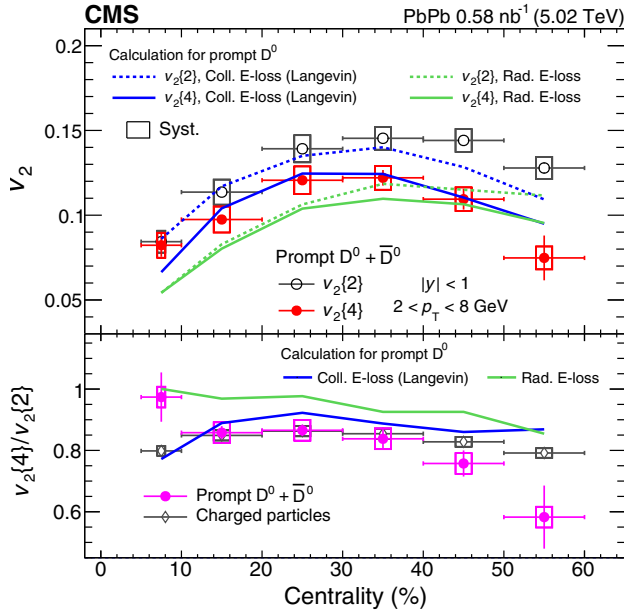 CMS PbPb 0.58 nb⁻¹ (5.02 TeV)
0.2
Calculation for prompt D⁰
v₂{2}, Coll. E-loss (Langevin) v₂{2}, Rad. E-loss
v₂{4}, Coll. E-loss (Langevin) v₂{4}, Rad. E-loss
Syst.
0.15
v₂
0.1
Prompt D⁰ + D̅⁰
v₂{2} |y| < 1
v₂{4} 2 < p_T < 8 GeV
0.05
Calculation for prompt D⁰
Coll. E-loss (Langevin) Rad. E-loss
1
v₂{4}/v₂{2}
0.8
Prompt D⁰ + D̅⁰
Charged particles
0.6
0 10 20 30 40 50 60
Centrality (%)